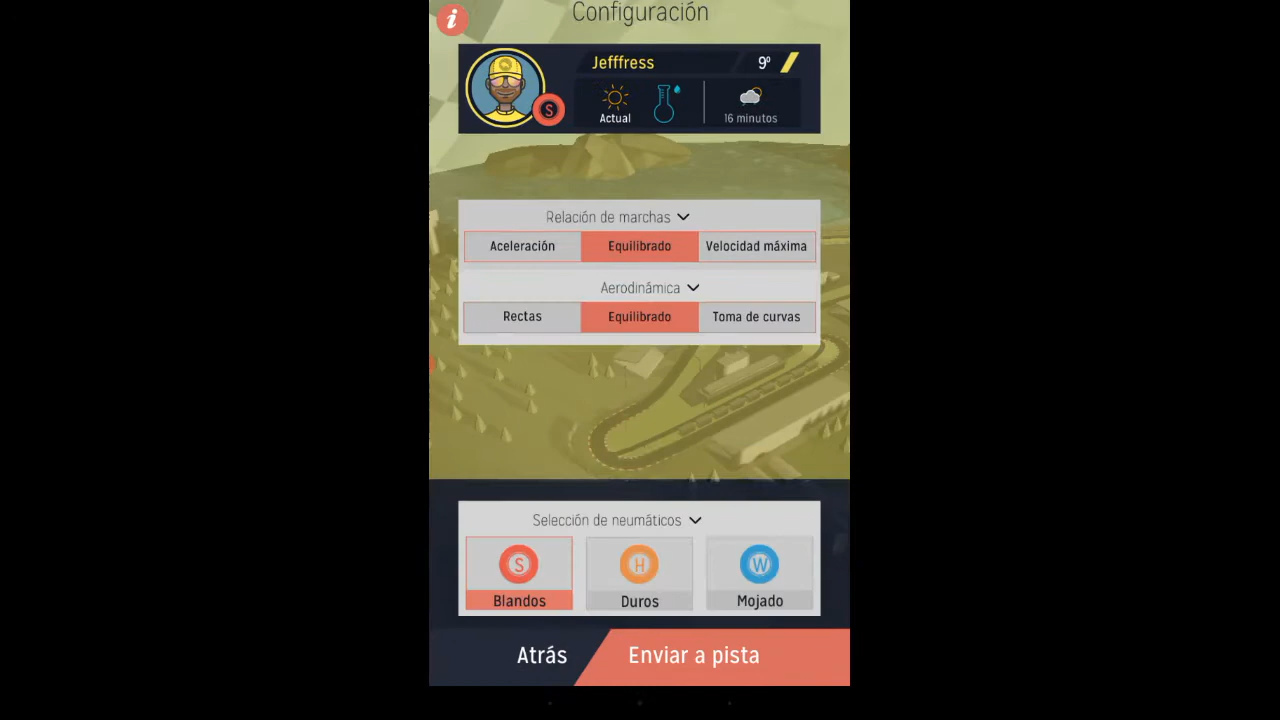 Configuración
i
Jefffress 9º
S
Actual 16 minutos
Relación de marchas
Aceleración Equilibrado Velocidad máxima
Aerodinámica
Rectas Equilibrado Toma de curvas
Selección de neumáticos
S H W
Blandos Duros Mojado
Atrás Enviar a pista